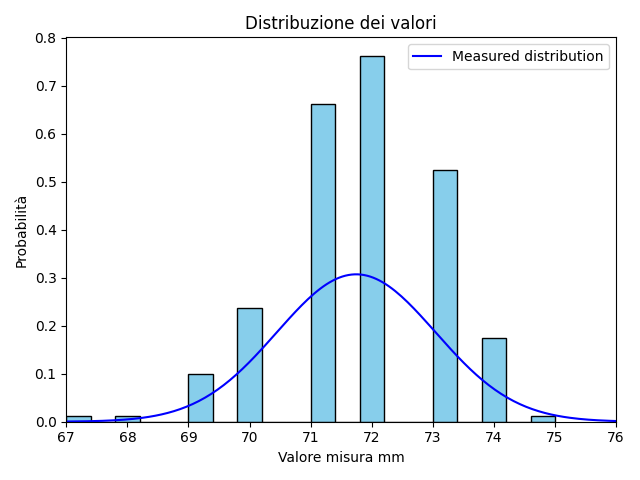 Distribuzione dei valori
Measured distribution
Probabilità
0.8
0.7
0.6
0.5
0.4
0.3
0.2
0.1
0.0
67 68 69 70 71 72 73 74 75 76
Valore misura mm